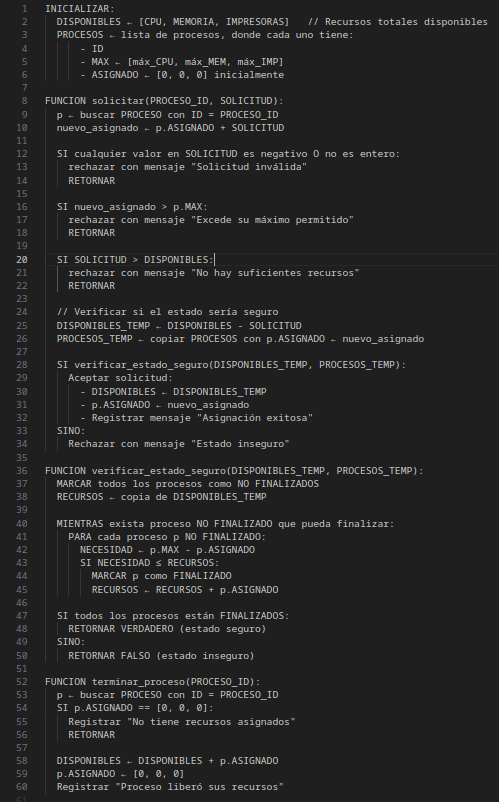 1 INICIALIZAR:
2   DISPONIBLES ← [CPU, MEMORIA, IMPRESORAS]   // Recursos totales disponibles
3   PROCESOS ← lista de procesos, donde cada uno tiene:
4       - ID
5       - MAX ← [máx_CPU, máx_MEM, máx_IMP]
6       - ASIGNADO ← [0, 0, 0] inicialmente
7
8 FUNCION solicitar(PROCESO_ID, SOLICITUD):
9   p ← buscar PROCESO con ID = PROCESO_ID
10   nuevo_asignado ← p.ASIGNADO + SOLICITUD
11
12   SI cualquier valor en SOLICITUD es negativo O no es entero:
13     rechazar con mensaje "Solicitud inválida"
14     RETORNAR
15
16   SI nuevo_asignado > p.MAX:
17     rechazar con mensaje "Excede su máximo permitido"
18     RETORNAR
19
20   SI SOLICITUD > DISPONIBLES:
21     rechazar con mensaje "No hay suficientes recursos"
22     RETORNAR
23
24   // Verificar si el estado sería seguro
25   DISPONIBLES_TEMP ← DISPONIBLES - SOLICITUD
26   PROCESOS_TEMP ← copiar PROCESOS con p.ASIGNADO ← nuevo_asignado
27
28   SI verificar_estado_seguro(DISPONIBLES_TEMP, PROCESOS_TEMP):
29     Aceptar solicitud:
30       - DISPONIBLES ← DISPONIBLES_TEMP
31       - p.ASIGNADO ← nuevo_asignado
32       - Registrar mensaje "Asignación exitosa"
33   SINO:
34     Rechazar con mensaje "Estado inseguro"
35
36 FUNCION verificar_estado_seguro(DISPONIBLES_TEMP, PROCESOS_TEMP):
37   MARCAR todos los procesos como NO FINALIZADOS
38   RECURSOS ← copia de DISPONIBLES_TEMP
39
40   MIENTRAS exista proceso NO FINALIZADO que pueda finalizar:
41     PARA cada proceso p NO FINALIZADO:
42       NECESIDAD ← p.MAX - p.ASIGNADO
43       SI NECESIDAD ≤ RECURSOS:
44         MARCAR p como FINALIZADO
45         RECURSOS ← RECURSOS + p.ASIGNADO
46
47   SI todos los procesos están FINALIZADOS:
48     RETORNAR VERDADERO (estado seguro)
49   SINO:
50     RETORNAR FALSO (estado inseguro)
51
52 FUNCION terminar_proceso(PROCESO_ID):
53   p ← buscar PROCESO con ID = PROCESO_ID
54   SI p.ASIGNADO == [0, 0, 0]:
55     Registrar "No tiene recursos asignados"
56     RETORNAR
57
58   DISPONIBLES ← DISPONIBLES + p.ASIGNADO
59   p.ASIGNADO ← [0, 0, 0]
60   Registrar "Proceso liberó sus recursos"